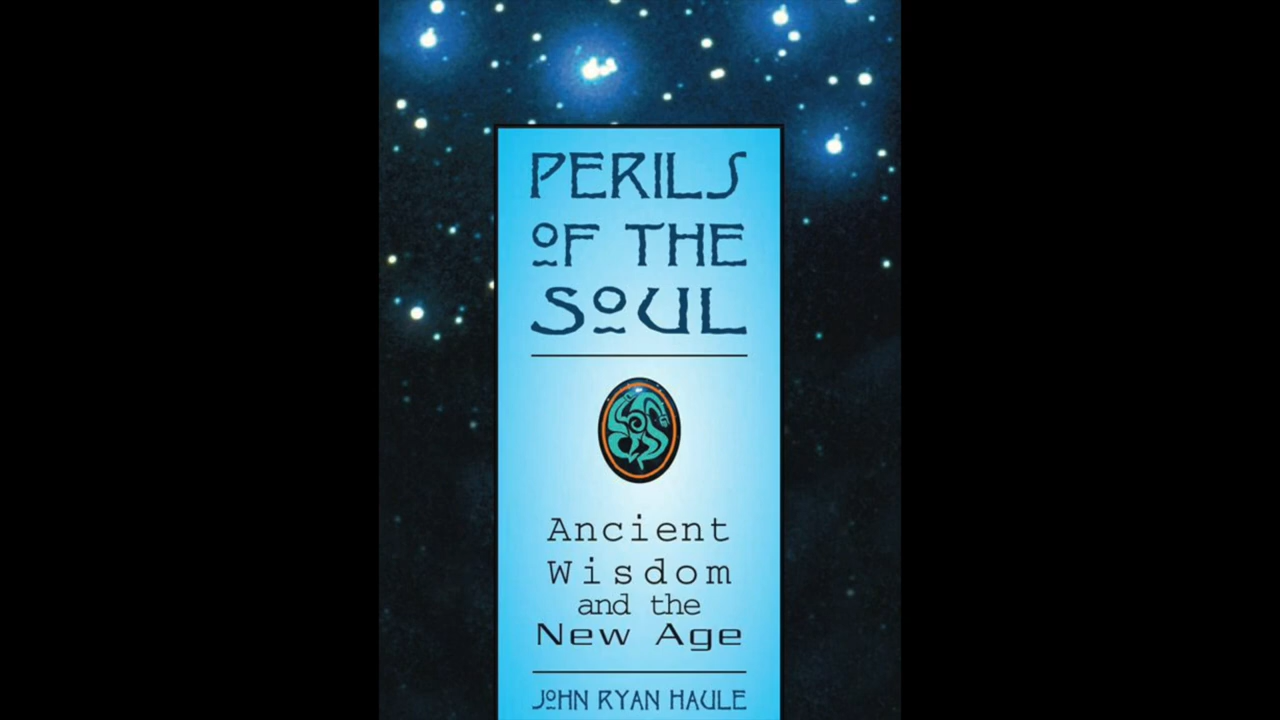 PERILS
OF THE
SOUL
Ancient
Wisdom
and the
New Age
JOHN RYAN HAULE